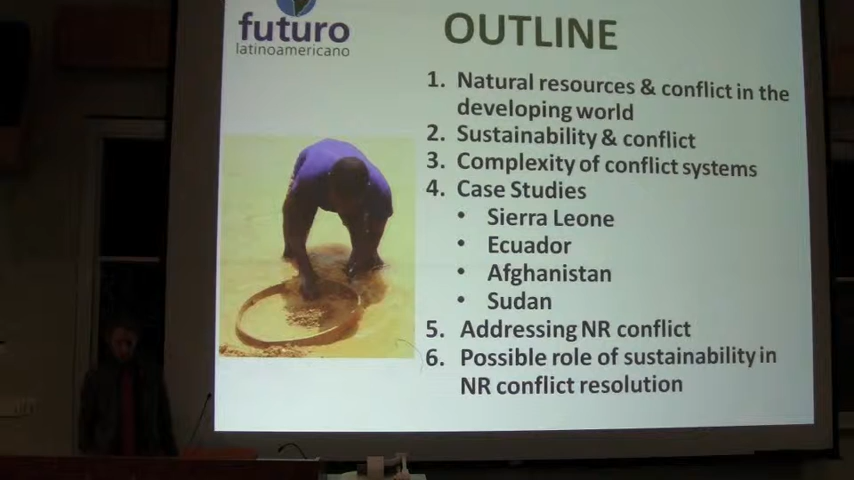 futuro
latinoamericano
OUTLINE
1. Natural resources & conflict in the
developing world
2. Sustainability & conflict
3. Complexity of conflict systems
4. Case Studies
• Sierra Leone
• Ecuador
• Afghanistan
• Sudan
5. Addressing NR conflict
6. Possible role of sustainability in
NR conflict resolution